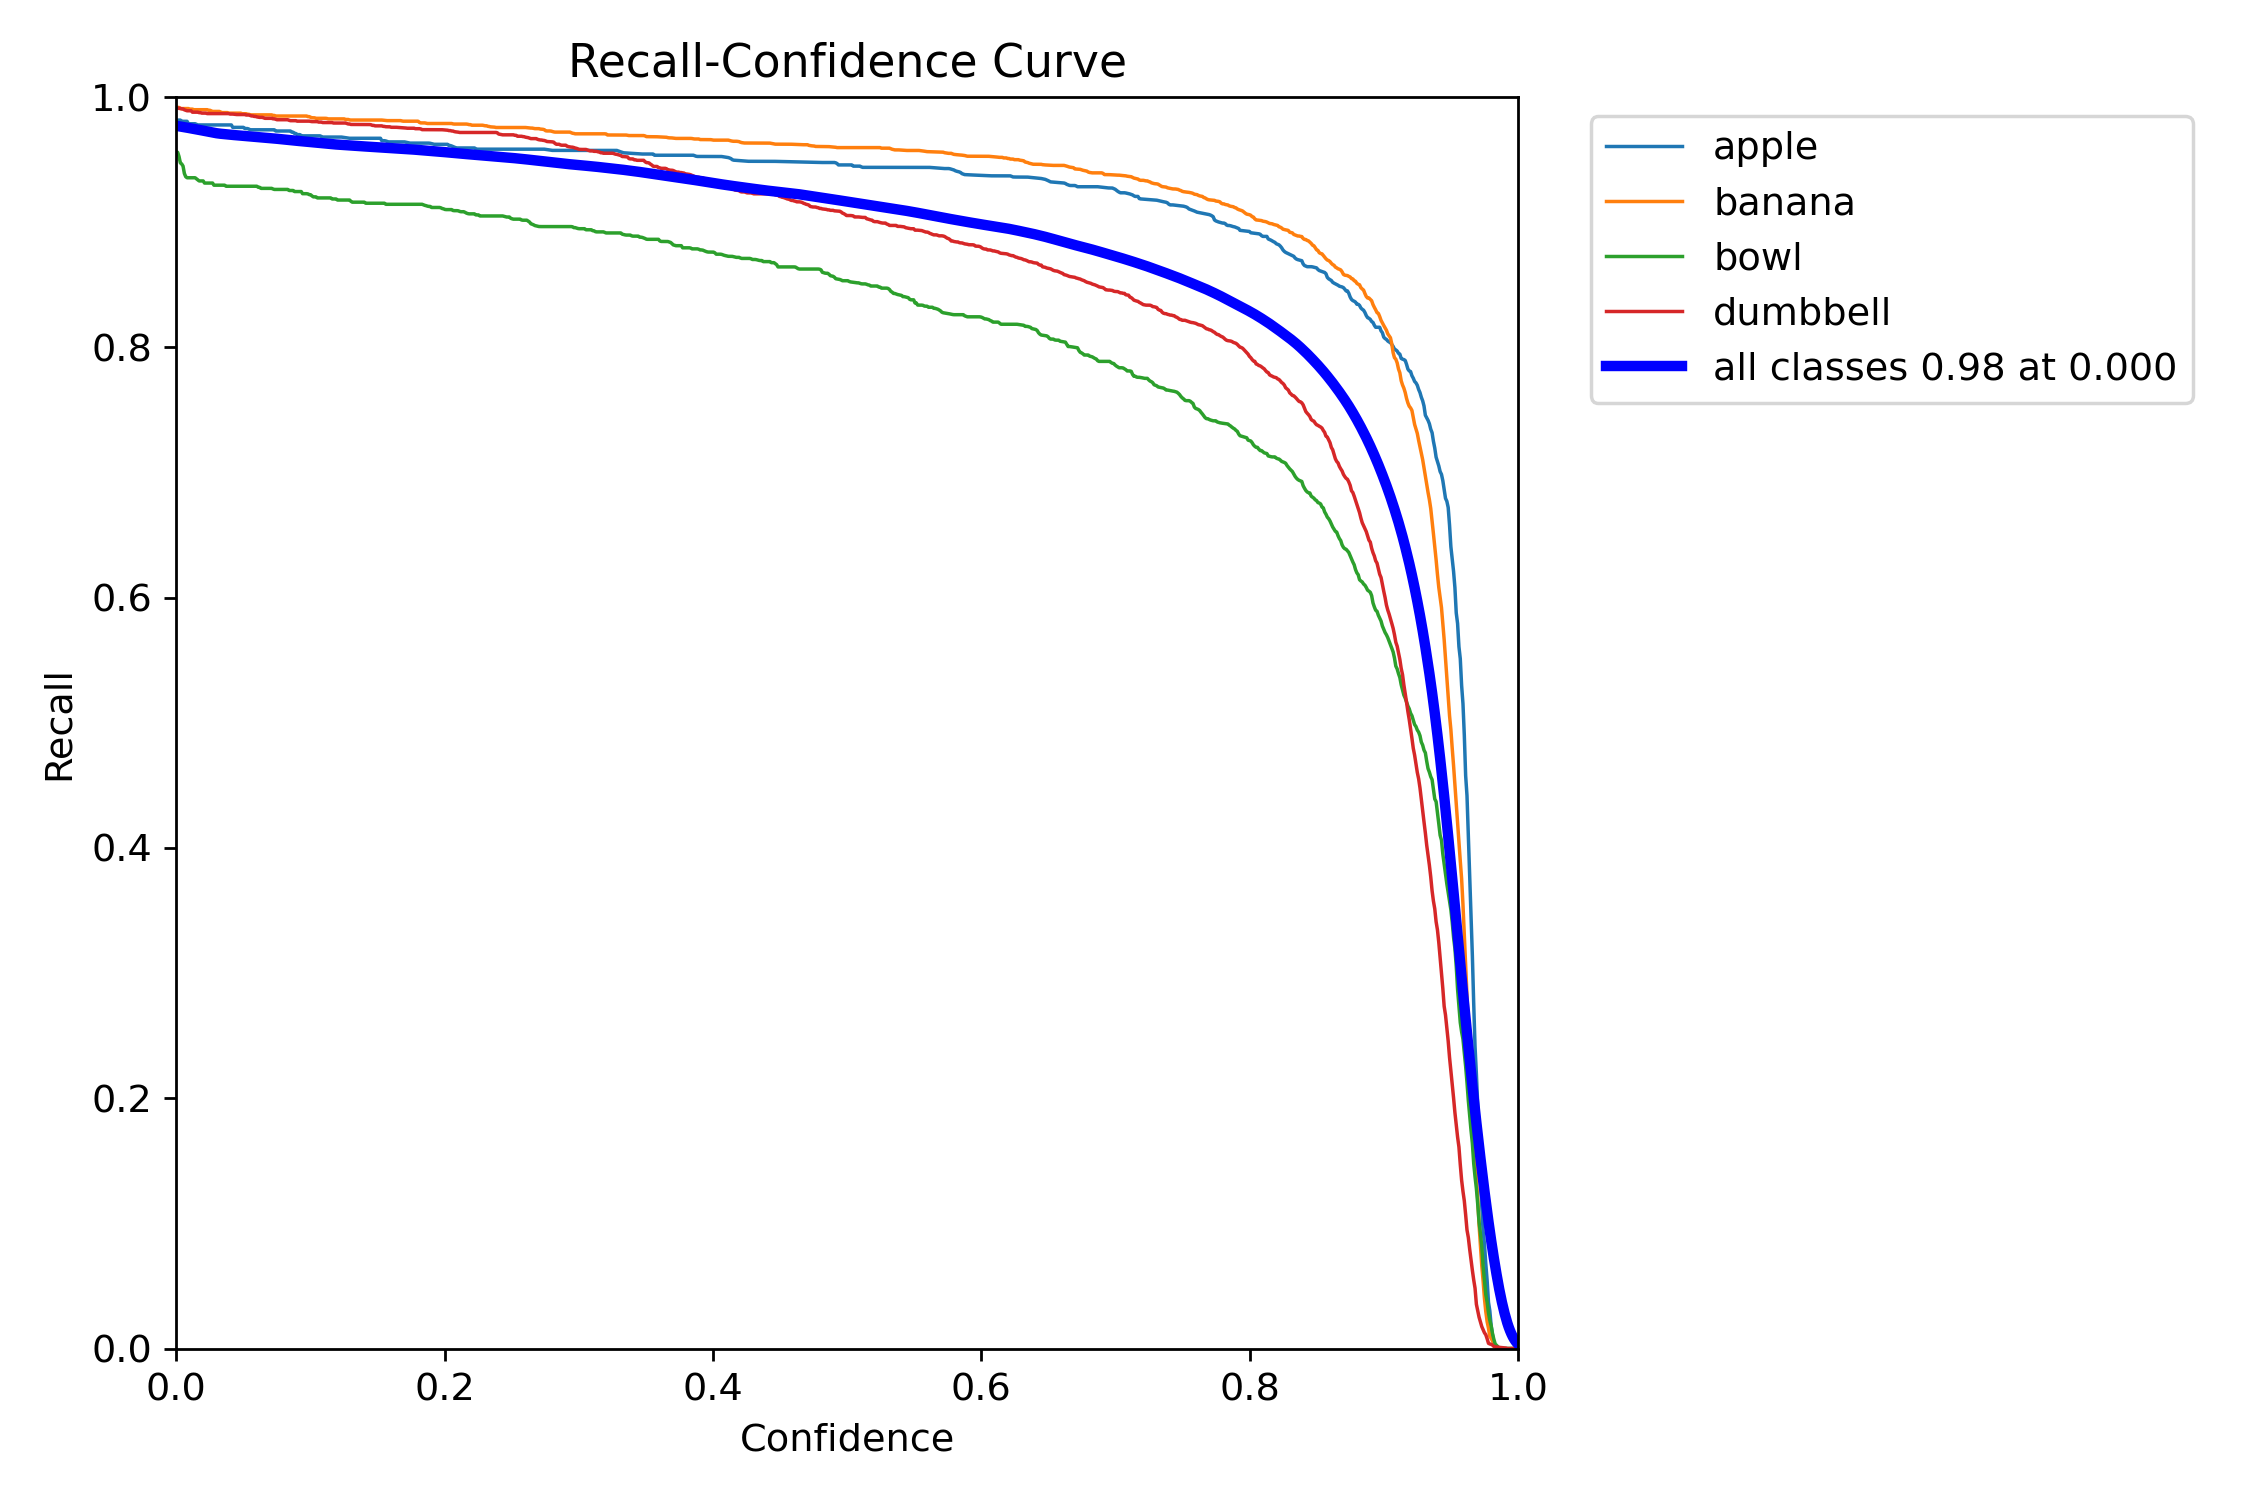 Recall-Confidence Curve
1.0
0.8
0.6
0.4
0.2
0.0
Recall
0.0 0.2 0.4 0.6 0.8 1.0
Confidence
apple
banana
bowl
dumbbell
all classes 0.98 at 0.000